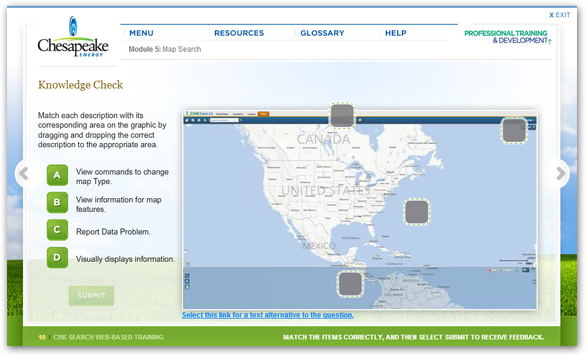 X EXIT
Chesapeake
ENERGY
MENU
RESOURCES
GLOSSARY
HELP
PROFESSIONAL TRAINING
& DEVELOPMENT
Module 5: Map Search
Knowledge Check
Match each description with its
corresponding area on the graphic by
dragging and dropping the correct
description to the appropriate area.
A View commands to change
map Type.
B View information for map
features.
C Report Data Problem.
D Visually displays information.
SUBMIT
CHKSearch
CANADA
UNITED STATES
MEXICO
Select this link for a text alternative to the question.
10 | CHK SEARCH WEB-BASED TRAINING
MATCH THE ITEMS CORRECTLY, AND THEN SELECT SUBMIT TO RECEIVE FEEDBACK.